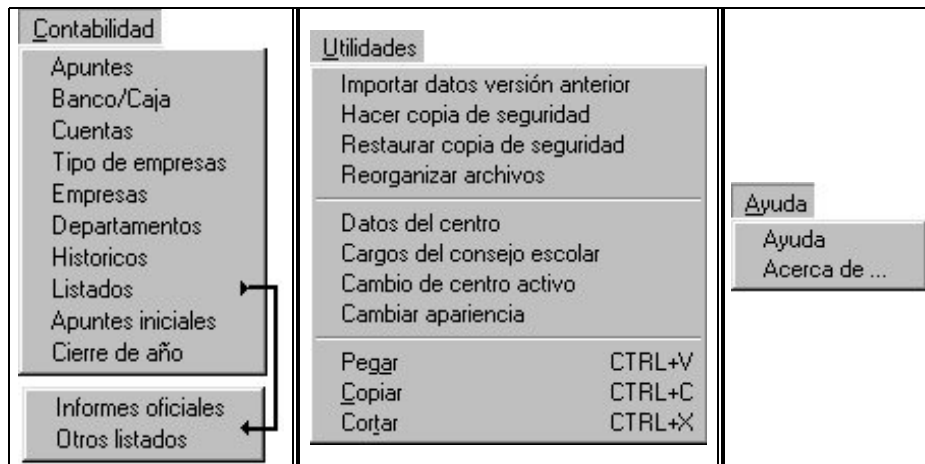 Contabilidad
Apuntes
Banco/Caja
Cuentas
Tipo de empresas
Empresas
Departamentos
Historicos
Listados
Apuntes iniciales
Cierre de año
Informes oficiales
Otros listados
Utilidades
Importar datos versión anterior
Hacer copia de seguridad
Restaurar copia de seguridad
Reorganizar archivos
Datos del centro
Cargos del consejo escolar
Cambio de centro activo
Cambiar apariencia
Pegar CTRL+V
Copiar CTRL+C
Cortar CTRL+X
Ayuda
Ayuda
Acerca de ...